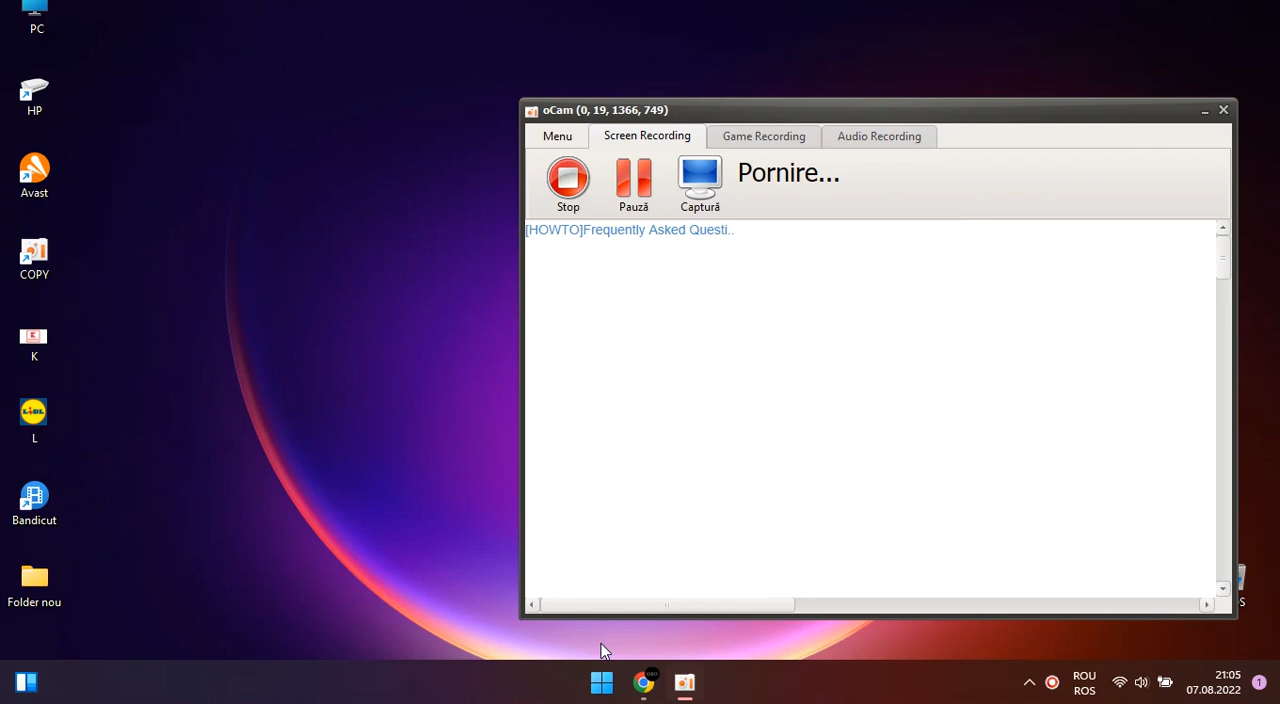 PC
HP
Avast
COPY
K
LIDL
L
Bandicut
Folder nou
oCam (0, 19, 1366, 749)
Menu
Screen Recording
Game Recording
Audio Recording
Stop
Pauză
Captură
Pornire...
[HOWTO]Frequently Asked Questi..
S
ROU
ROS
21:05
07.08.2022
1